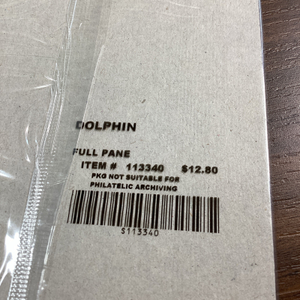 DOLPHIN
FULL PANE
ITEM # 113340 $12.80
PKG NOT SUITABLE FOR
PHILATELIC ARCHIVING
S113340